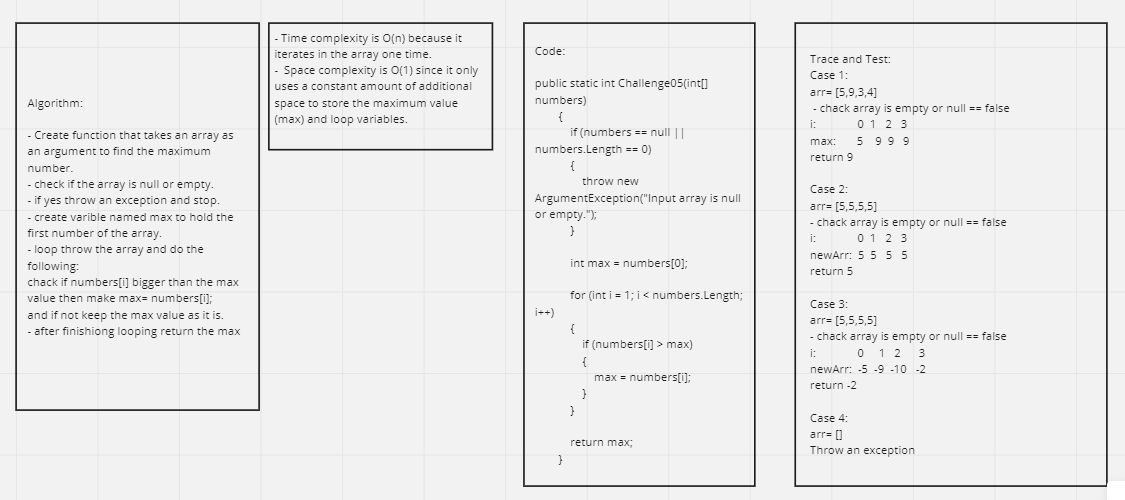 Algorithm:
- Create function that takes an array as
an argument to find the maximum
number.
- check if the array is null or empty.
- if yes throw an exception and stop.
- create varible named max to hold the
first number of the array.
- loop throw the array and do the
following:
chack if numbers[i] bigger than the max
value then make max= numbers[i];
and if not keep the max value as it is.
- after finishiong looping return the max
- Time complexity is O(n) because it
iterates in the array one time.
- Space complexity is O(1) since it only
uses a constant amount of additional
space to store the maximum value
(max) and loop variables.
Code:
public static int Challenge05(int[]
numbers)
{
if (numbers == null ||
numbers.Length == 0)
{
throw new
ArgumentException("Input array is null
or empty.");
}
int max = numbers[0];
for (int i = 1; i < numbers.Length;
i++)
{
if (numbers[i] > max)
{
max = numbers[i];
}
}
return max;
}
Trace and Test:
Case 1:
arr= [5,9,3,4]
- chack array is empty or null == false
i: 0 1 2 3
max: 5 9 9 9
return 9
Case 2:
arr= [5,5,5,5]
- chack array is empty or null == false
i: 0 1 2 3
newArr: 5 5 5 5
return 5
Case 3:
arr= [5,5,5,5]
- chack array is empty or null == false
i: 0 1 2 3
newArr: -5 -9 -10 -2
return -2
Case 4:
arr= []
Throw an exception